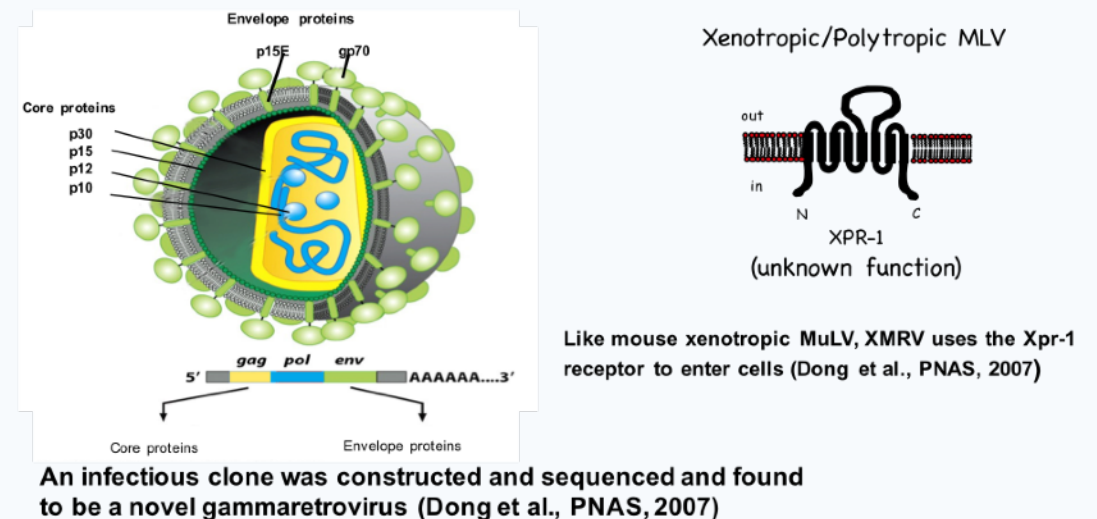 Envelope proteins
p15E gp70
Core proteins
p30
p15
p12
p10
gag pol env
5' AAAAAA....3'
Core proteins
Envelope proteins
Xenotropic/Polytropic MLV
out
in
N
C
XPR-1
(unknown function)
Like mouse xenotropic MuLV, XMRV uses the Xpr-1
receptor to enter cells (Dong et al., PNAS, 2007)
An infectious clone was constructed and sequenced and found
to be a novel gammaretrovirus (Dong et al., PNAS, 2007)